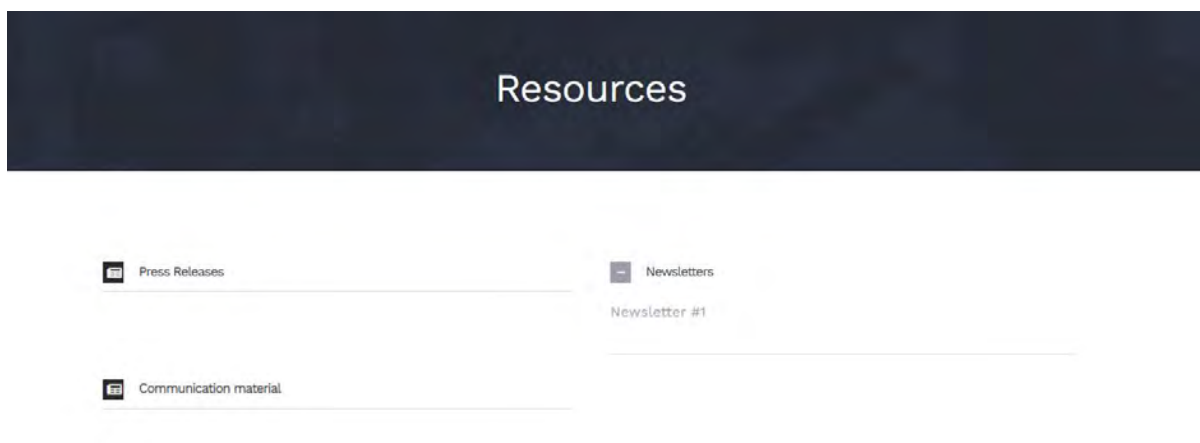 Resources
Press Releases
Newsletters
Newsletter #1
Communication material